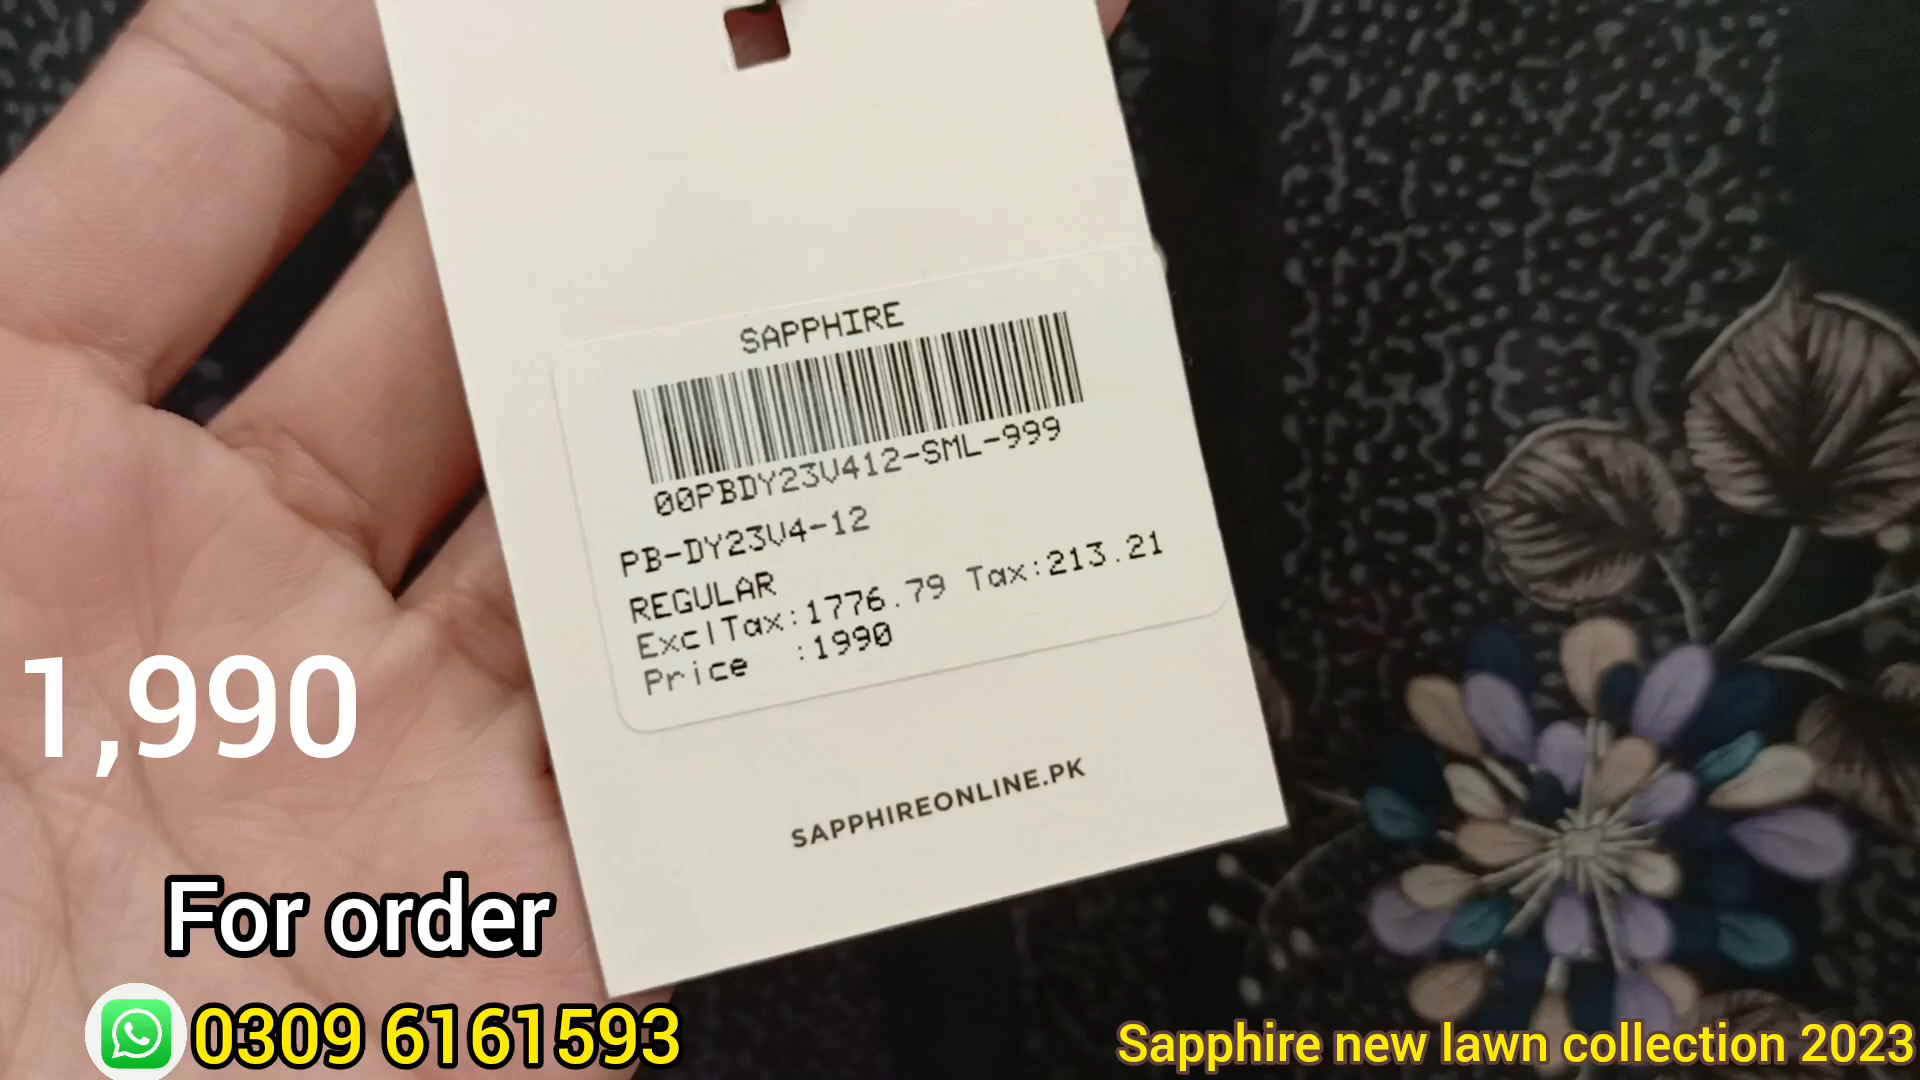 SAPPHIRE
00PBDY23V412-SML-999
PB-DY23V4-12
REGULAR
ExclTax:1776.79 Tax:213.21
Price :1990
SAPPHIREONLINE.PK
1,990
For order
0309 6161593
Sapphire new lawn collection 2023